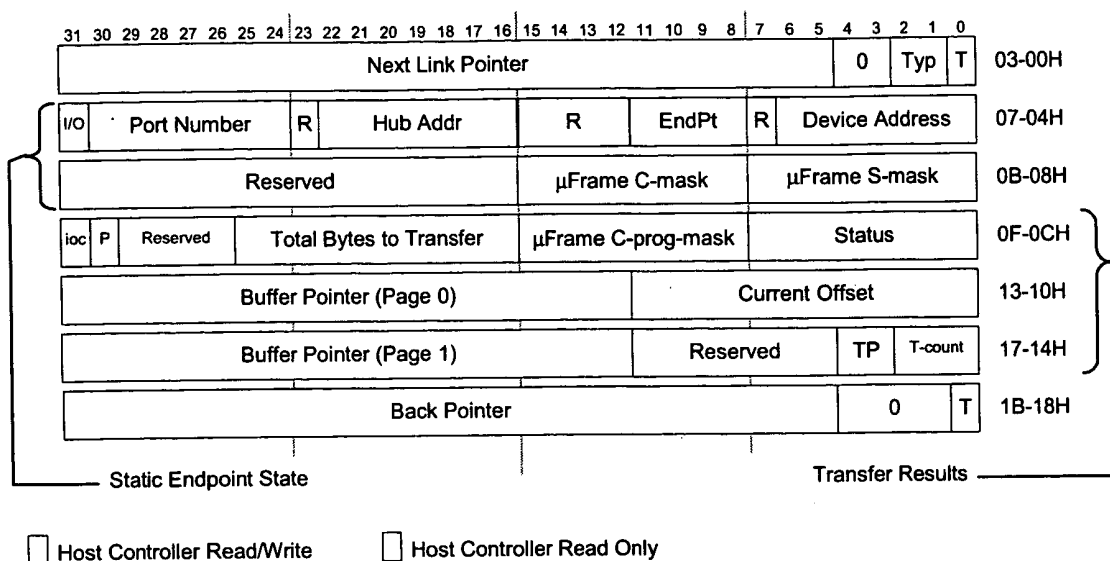 31 30 29 28 27 26 25 24 23 22 21 20 19 18 17 16 15 14 13 12 11 10 9 8 7 6 5 4 3 2 1 0
Next Link Pointer 0 Typ T 03-00H
I/O Port Number R Hub Addr R EndPt R Device Address 07-04H
Reserved µFrame C-mask µFrame S-mask 0B-08H
ioc P Reserved Total Bytes to Transfer µFrame C-prog-mask Status 0F-0CH
Buffer Pointer (Page 0) Current Offset 13-10H
Buffer Pointer (Page 1) Reserved TP T-count 17-14H
Back Pointer 0 T 1B-18H
Static Endpoint State Transfer Results
Host Controller Read/Write Host Controller Read Only